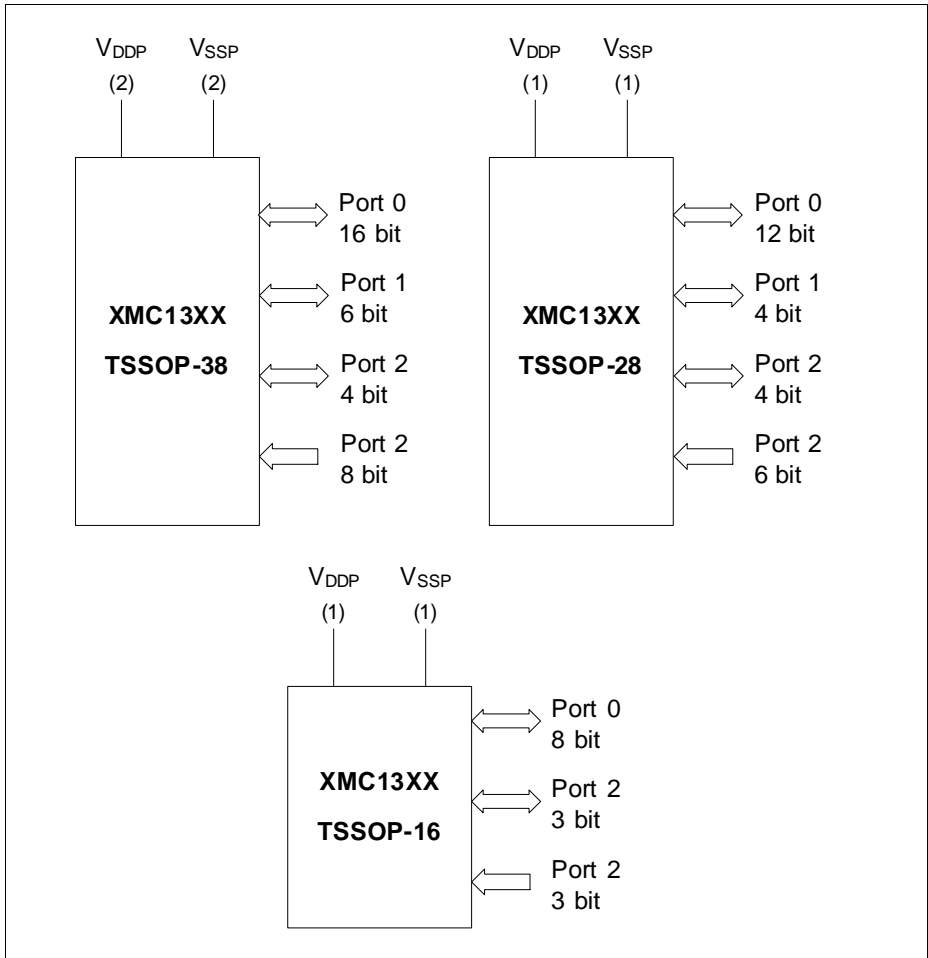 VDDP VSSP
(2) (2)
XMC13XX
TSSOP-38
Port 0
16 bit
Port 1
6 bit
Port 2
4 bit
Port 2
8 bit
VDDP VSSP
(1) (1)
XMC13XX
TSSOP-28
Port 0
12 bit
Port 1
4 bit
Port 2
4 bit
Port 2
6 bit
VDDP VSSP
(1) (1)
XMC13XX
TSSOP-16
Port 0
8 bit
Port 2
3 bit
Port 2
3 bit